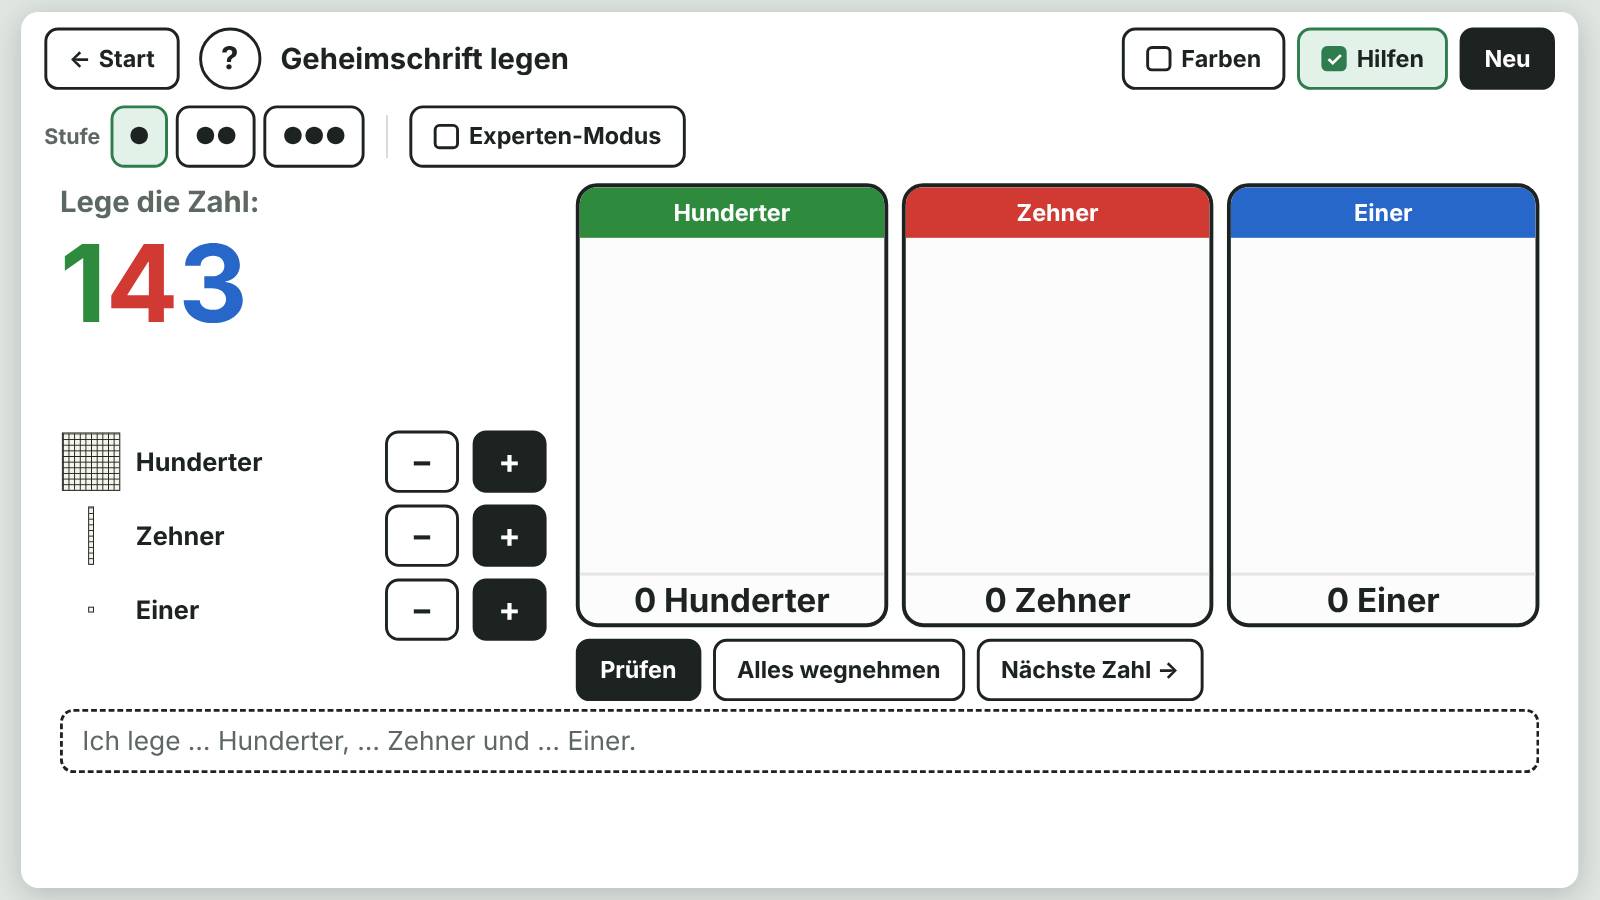 ← Start ? Geheimschrift legen Farben Hilfen Neu
Stufe Experten-Modus
Lege die Zahl:
143
Hunderter Zehner Einer
Hunderter − +
Zehner − +
Einer − +
0 Hunderter 0 Zehner 0 Einer
Prüfen Alles wegnehmen Nächste Zahl →
Ich lege ... Hunderter, ... Zehner und ... Einer.